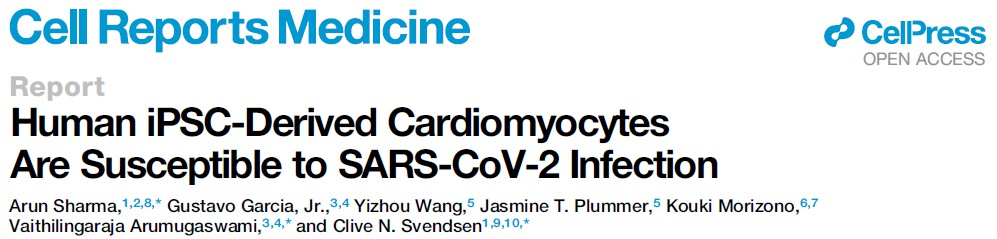 Cell Reports Medicine
CellPress
OPEN ACCESS
Report
Human iPSC-Derived Cardiomyocytes
Are Susceptible to SARS-CoV-2 Infection
Arun Sharma,1,2,8,* Gustavo Garcia, Jr.,3,4 Yizhou Wang,5 Jasmine T. Plummer,5 Kouki Morizono,6,7
Vaithilingaraja Arumugaswami,3,4,* and Clive N. Svendsen1,9,10,*